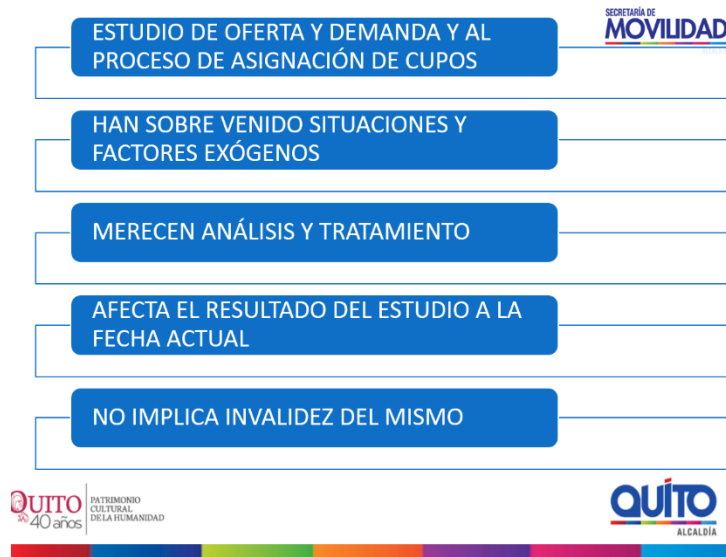 SECRETARÍA DE
MOVILIDAD
ESTUDIO DE OFERTA Y DEMANDA Y AL
PROCESO DE ASIGNACIÓN DE CUPOS
HAN SOBRE VENIDO SITUACIONES Y
FACTORES EXÓGENOS
MERECEN ANÁLISIS Y TRATAMIENTO
AFECTA EL RESULTADO DEL ESTUDIO A LA
FECHA ACTUAL
NO IMPLICA INVALIDEZ DEL MISMO
QUITO
40 años
PATRIMONIO
CULTURAL
DE LA HUMANIDAD
QUITO
ALCALDÍA